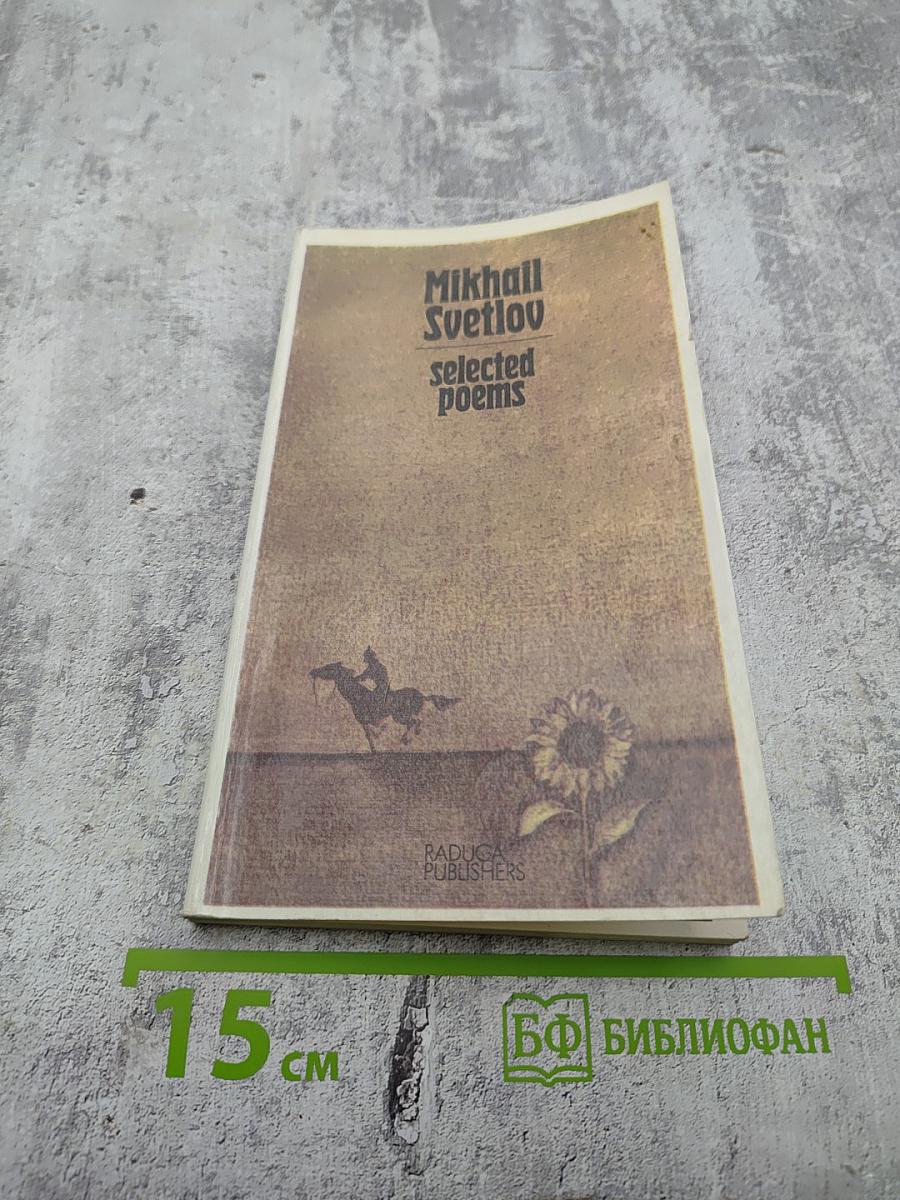 Mikhail
Svetlov
selected
poems
RADUGA
PUBLISHERS
15 см
БФ БИБЛИОФАН